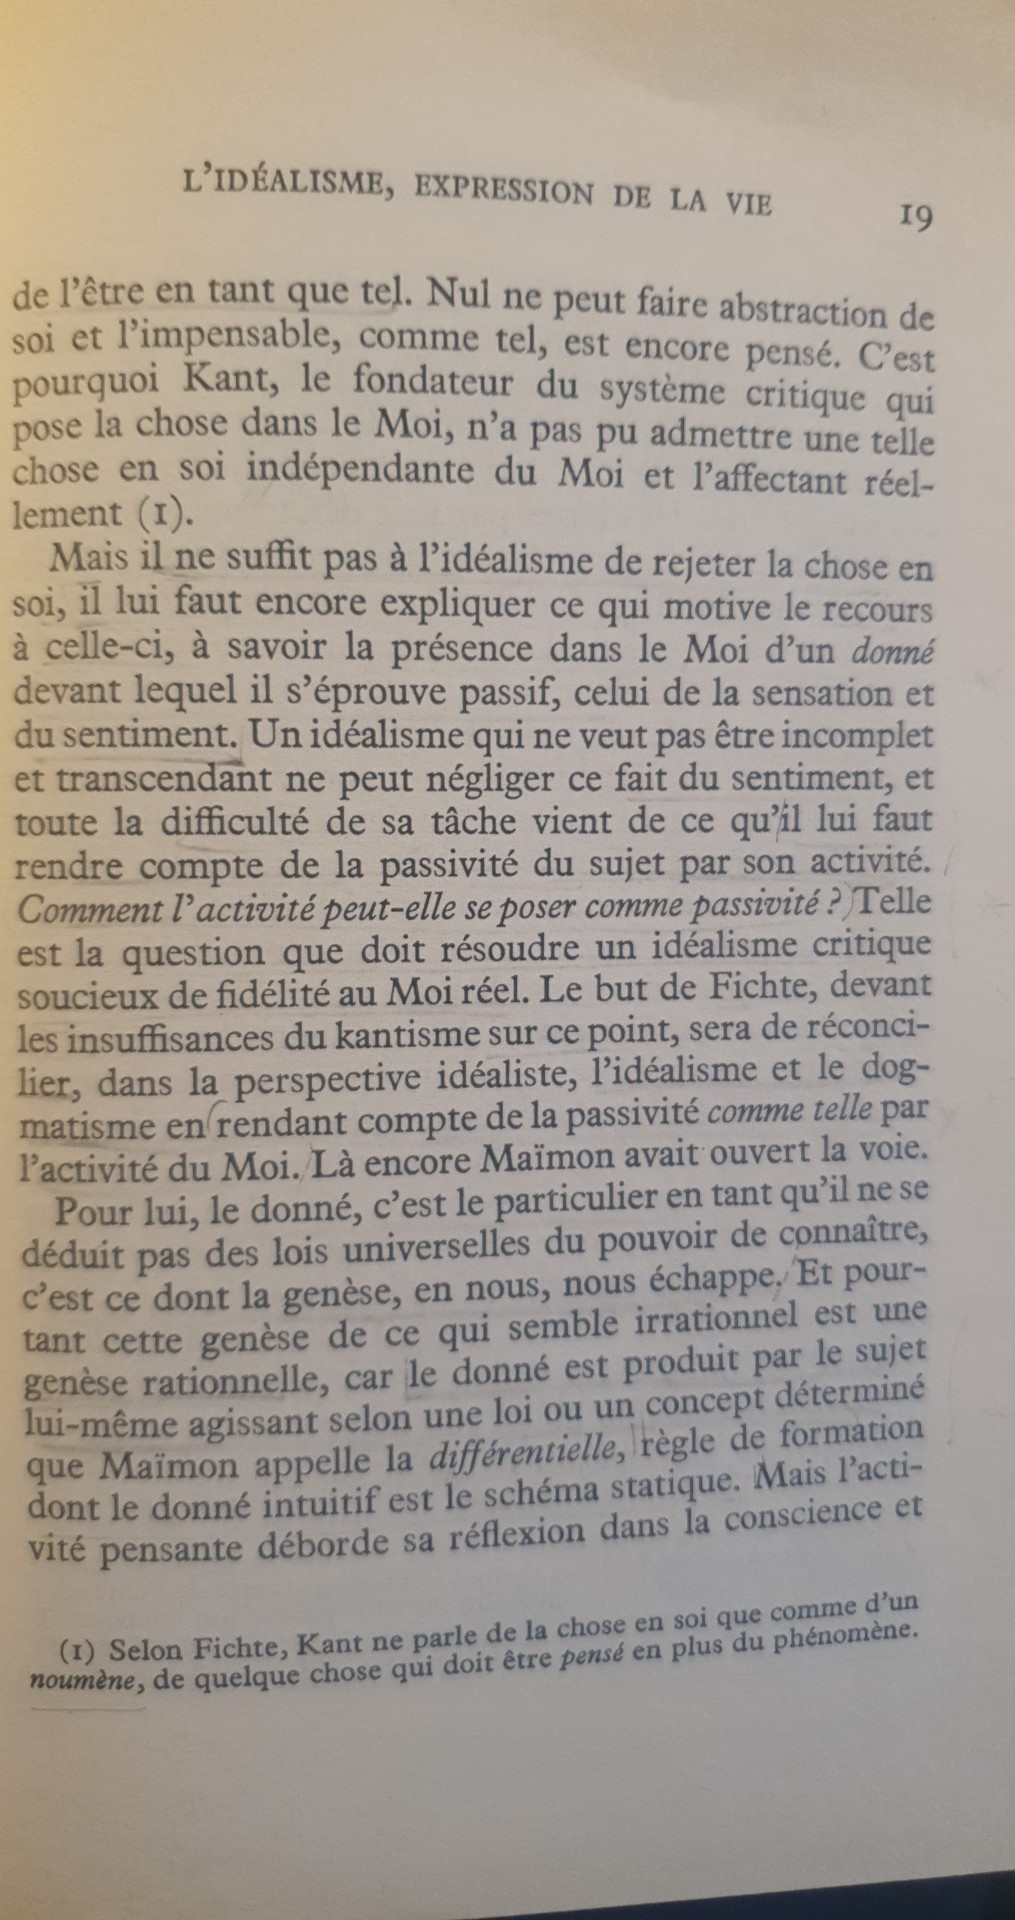 L'IDÉALISME, EXPRESSION DE LA VIE
19
de l'être en tant que tel. Nul ne peut faire abstraction de
soi et l'impensable, comme tel, est encore pensé. C'est
pourquoi Kant, le fondateur du système critique qui
pose la chose dans le Moi, n'a pas pu admettre une telle
chose en soi indépendante du Moi et l'affectant réel-
lement (1).
Mais il ne suffit pas à l'idéalisme de rejeter la chose en
soi, il lui faut encore expliquer ce qui motive le recours
à celle-ci, à savoir la présence dans le Moi d'un donné
devant lequel il s'éprouve passif, celui de la sensation et
du sentiment. Un idéalisme qui ne veut pas être incomplet
et transcendant ne peut négliger ce fait du sentiment, et
toute la difficulté de sa tâche vient de ce qu'il lui faut
rendre compte de la passivité du sujet par son activité.
Comment l'activité peut-elle se poser comme passivité ? Telle
est la question que doit résoudre un idéalisme critique
soucieux de fidélité au Moi réel. Le but de Fichte, devant
les insuffisances du kantisme sur ce point, sera de réconci-
lier, dans la perspective idéaliste, l'idéalisme et le dog-
matisme en rendant compte de la passivité comme telle par
l'activité du Moi. Là encore Maïmon avait ouvert la voie.
Pour lui, le donné, c'est le particulier en tant qu'il ne se
déduit pas des lois universelles du pouvoir de connaître,
c'est ce dont la genèse, en nous, nous échappe. Et pour-
tant cette genèse de ce qui semble irrationnel est une
genèse rationnelle, car le donné est produit par le sujet
lui-même agissant selon une loi ou un concept déterminé
que Maïmon appelle la différentielle, règle de formation
dont le donné intuitif est le schéma statique. Mais l'acti-
vité pensante déborde sa réflexion dans la conscience et
(1) Selon Fichte, Kant ne parle de la chose en soi que comme d'un
noumène, de quelque chose qui doit être pensé en plus du phénomène.